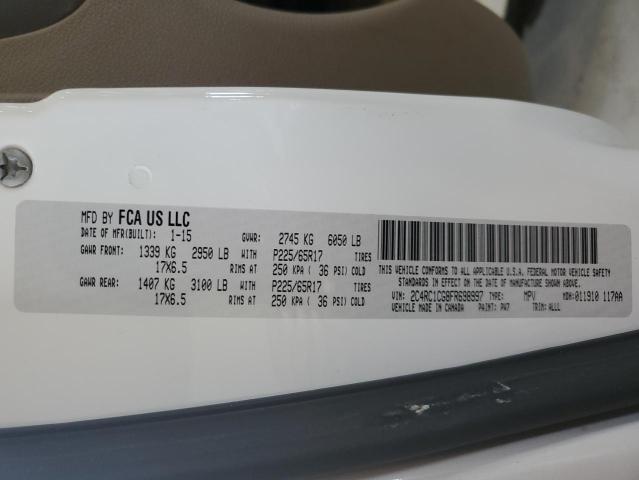 MFD BY FCA US LLC
DATE OF MFR(BUILT): 1-15 GVWR: 2745 KG 6050 LB
GAWR FRONT: 1339 KG 2950 LB WITH P225/65R17 TIRES
17X6.5 RIMS AT 250 KPA ( 36 PSI) COLD
GAWR REAR: 1407 KG 3100 LB WITH P225/65R17 TIRES
17X6.5 RIMS AT 250 KPA ( 36 PSI) COLD
THIS VEHICLE CONFORMS TO ALL APPLICABLE U.S.A. FEDERAL MOTOR VEHICLE SAFETY
STANDARDS IN EFFECT ON THE DATE OF MANUFACTURE SHOWN ABOVE.
VIN: 2C4RC1CG8FR698897 TYPE: MPV MDH: 011910 117AA
VEHICLE MADE IN CANADA PAINT: PW7 TRIM: WLLL